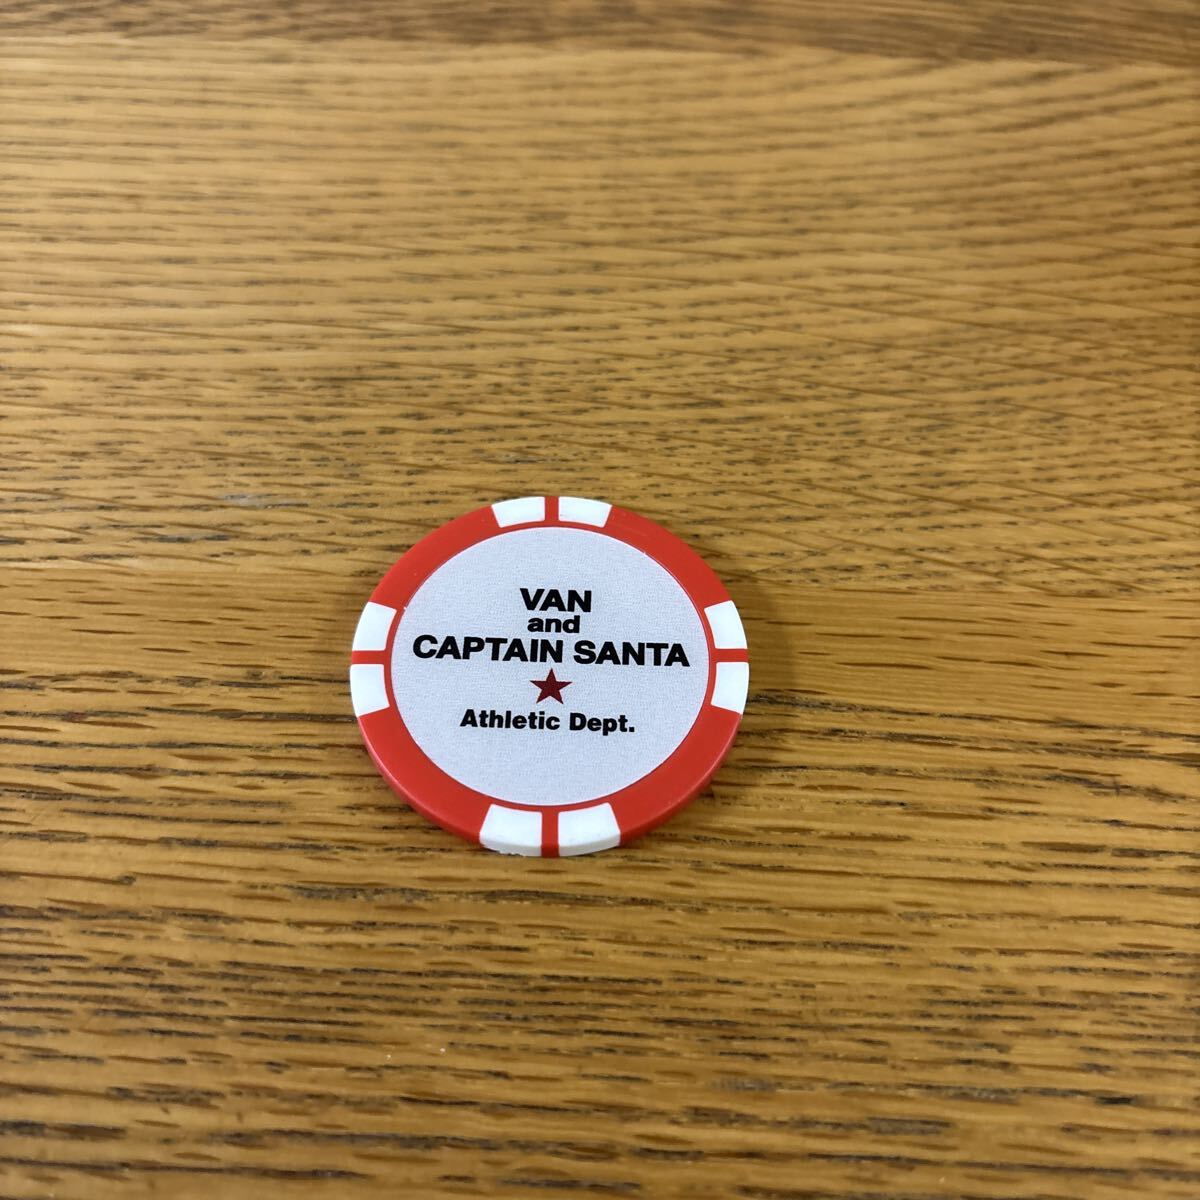 VAN
and
CAPTAIN SANTA
★
Athletic Dept.